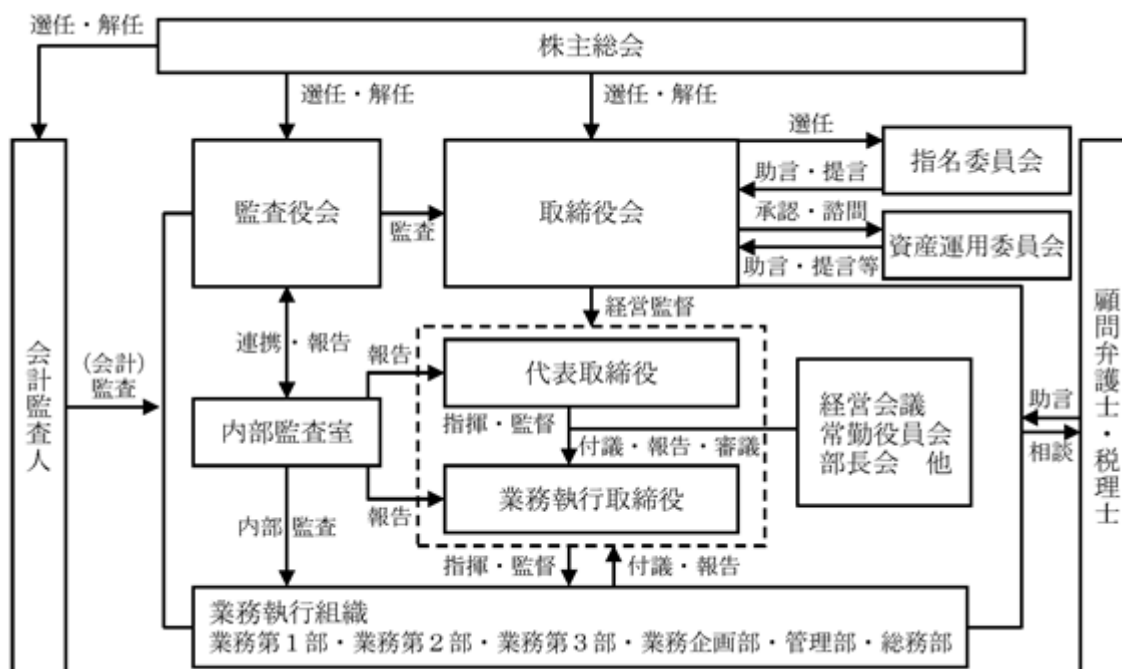 選任・解任
株主総会
選任・解任
選任・解任
選任
指名委員会
助言・提言
監査役会
監査
取締役会
承認・諮問
資産運用委員会
助言・提言等
経営監督
連携・報告
報告
代表取締役
会計監査人
(会計)
監査
内部監査室
指揮・監督
付議・報告・審議
経営会議
常勤役員会
部長会　他
助言
相談
顧問弁護士・税理士
報告
業務執行取締役
内部監査
指揮・監督
付議・報告
業務執行組織
業務第1部・業務第2部・業務第3部・業務企画部・管理部・総務部